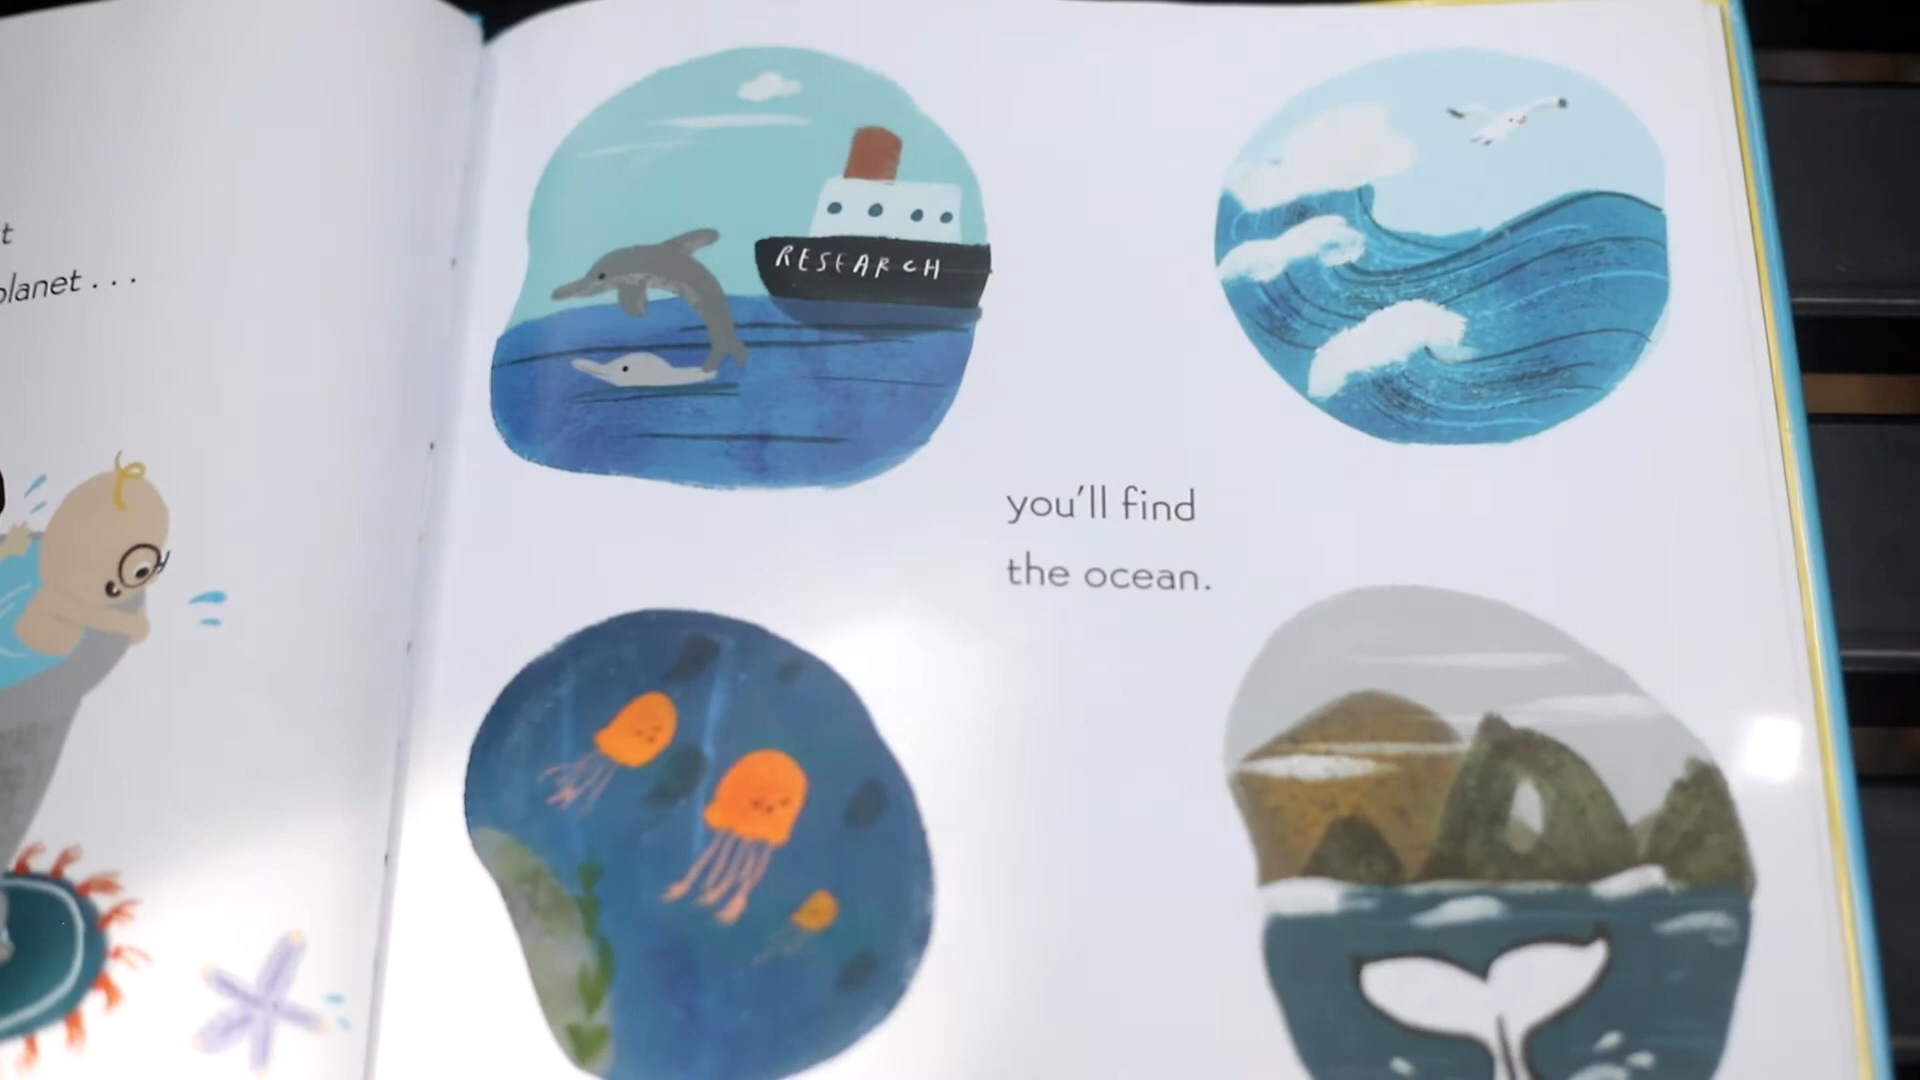 t
planet . . .
RESEARCH
you'll find
the ocean.